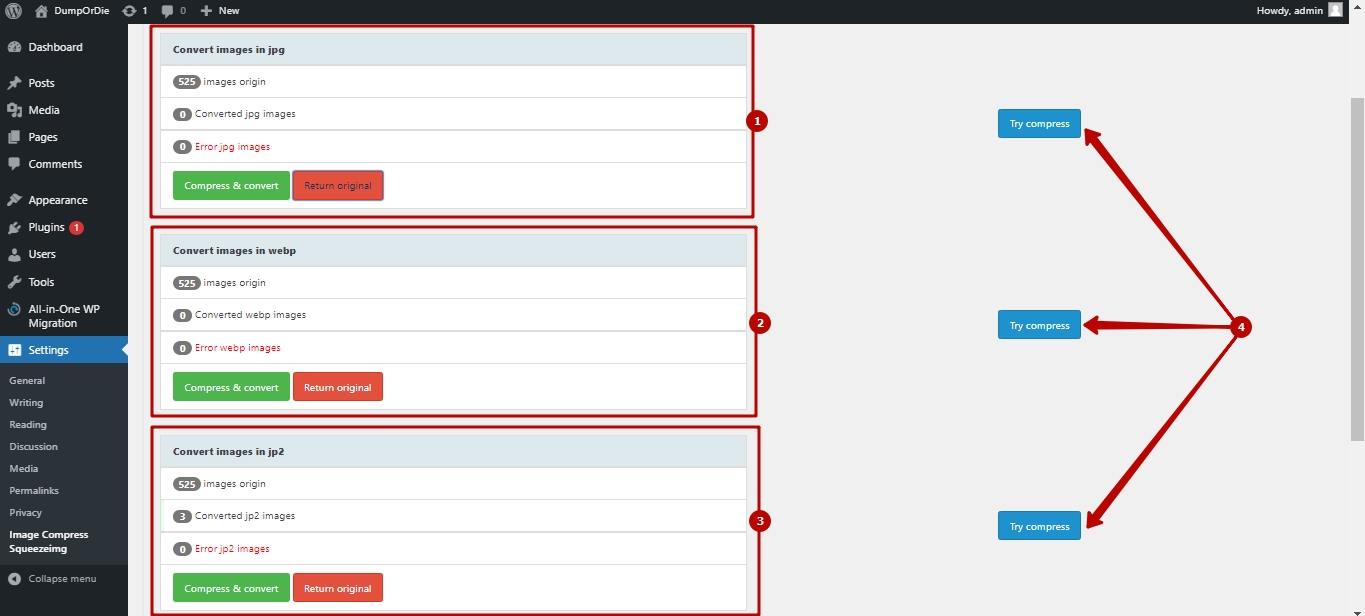 DumpOrDie 1 0 New Howdy, admin
Dashboard
Posts
Media
Pages
Comments
Appearance
Plugins 1
Users
Tools
All-in-One WP
Migration
Settings
General
Writing
Reading
Discussion
Media
Permalinks
Privacy
Image Compress
Squeezeimg
Collapse menu
Convert images in jpg
525 images origin
0 Converted jpg images
0 Error jpg images
Compress & convert Return original
1
Try compress
Convert images in webp
525 images origin
0 Converted webp images
0 Error webp images
Compress & convert Return original
2
Try compress
4
Convert images in jp2
525 images origin
3 Converted jp2 images
0 Error jp2 images
Compress & convert Return original
3
Try compress